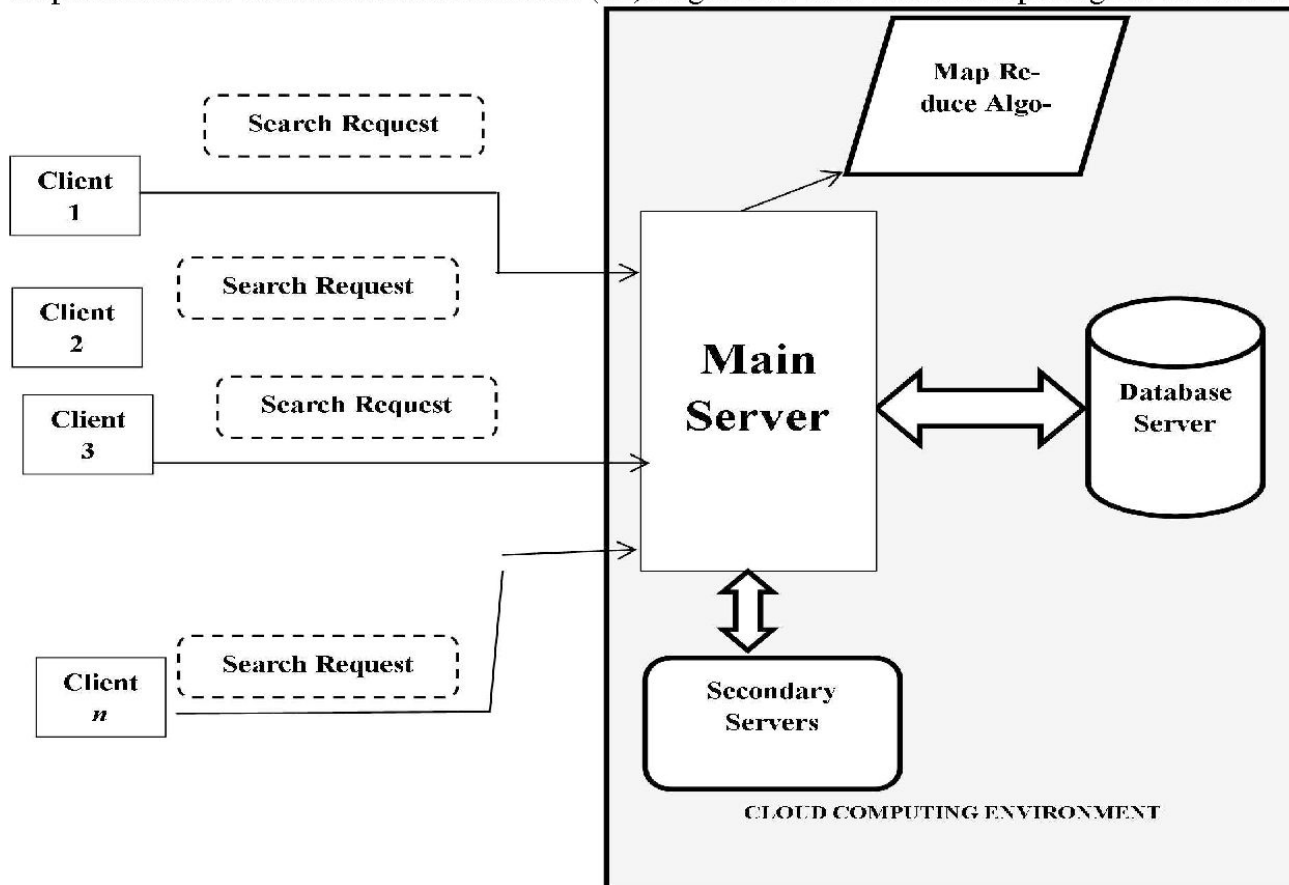 Map Re-
duce Algo-
Search Request
Client
1
Search Request
Client
2
Main
Server
Search Request
Database
Server
Client
3
Search Request
Client
n
Secondary
Servers
CLOUD COMPUTING ENVIRONMENT